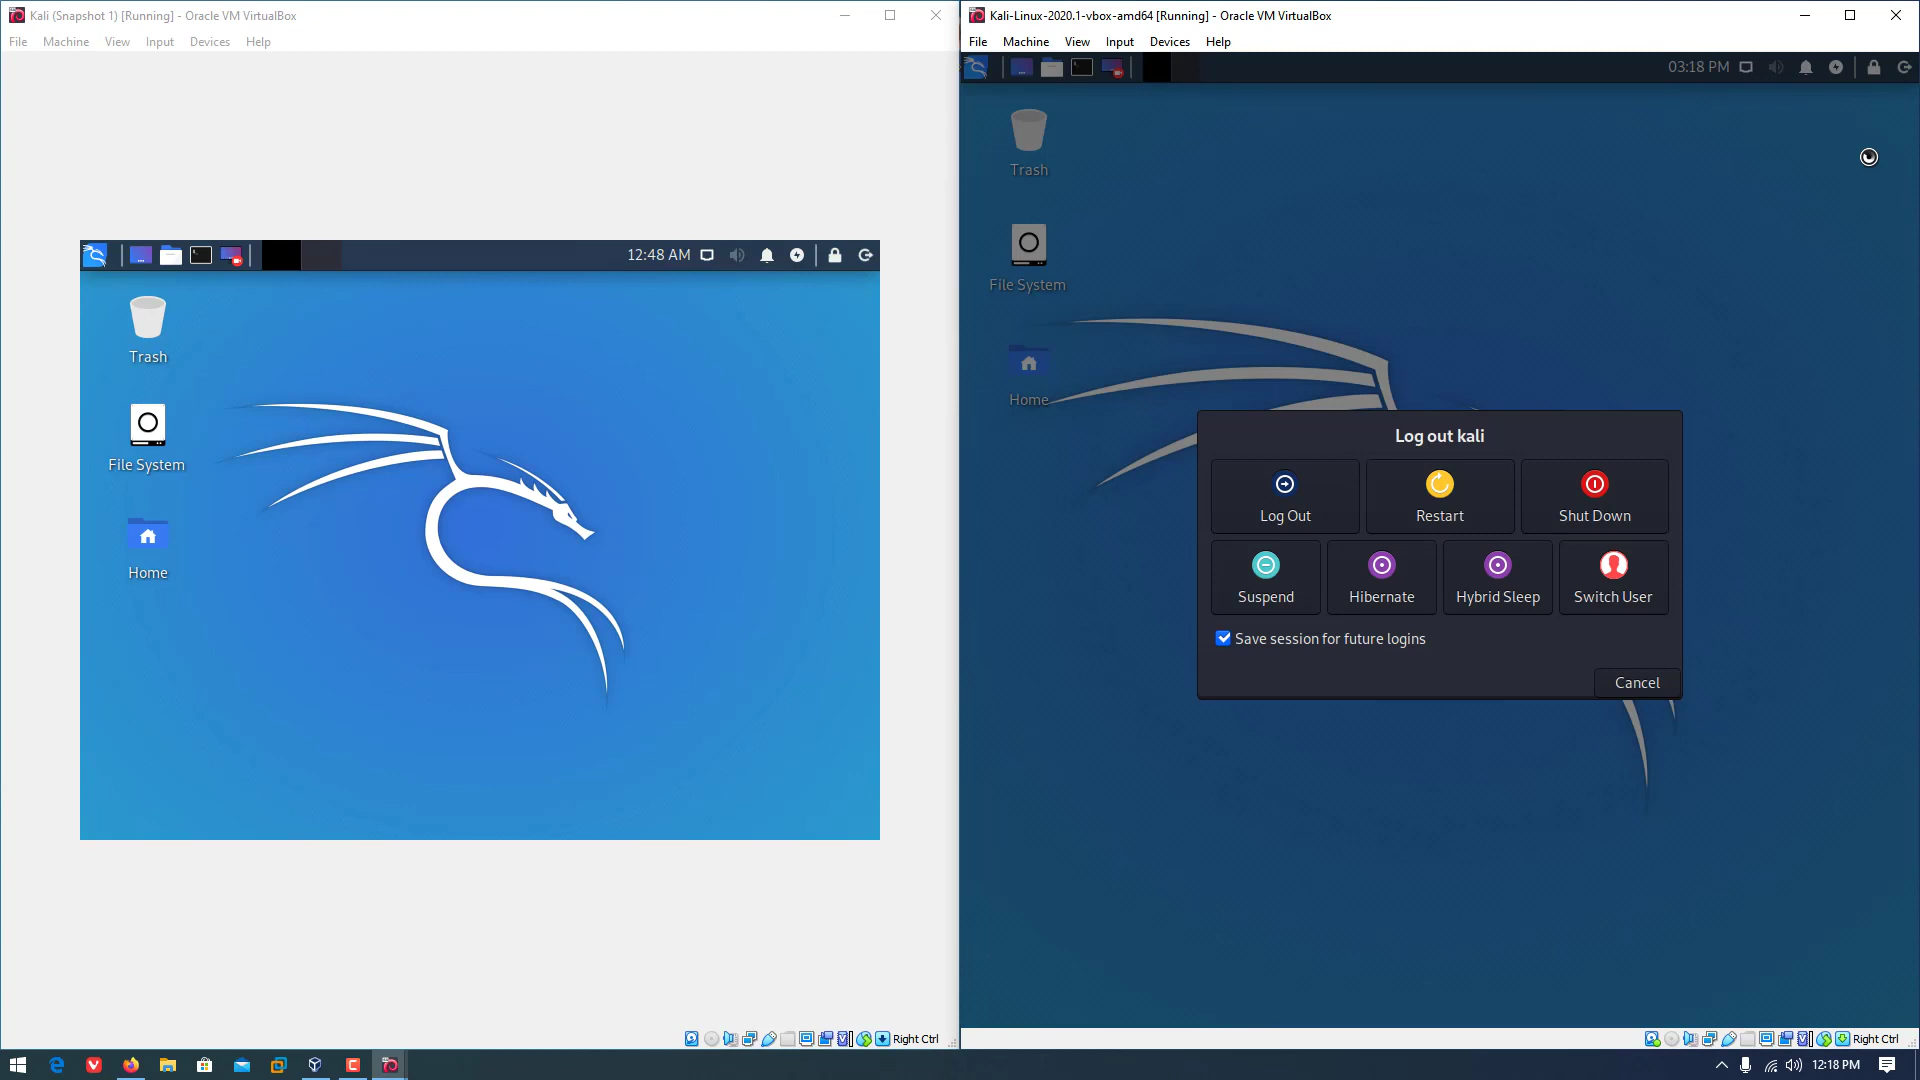 Kali (Snapshot 1) [Running] - Oracle VM VirtualBox
File Machine View Input Devices Help
12:48 AM
Trash
File System
Home
Right Ctrl
Kali-Linux-2020.1-vbox-amd64 [Running] - Oracle VM VirtualBox
File Machine View Input Devices Help
03:18 PM
Trash
File System
Home
Log out kali
Log Out Restart Shut Down
Suspend Hibernate Hybrid Sleep Switch User
Save session for future logins
Cancel
Right Ctrl
12:18 PM